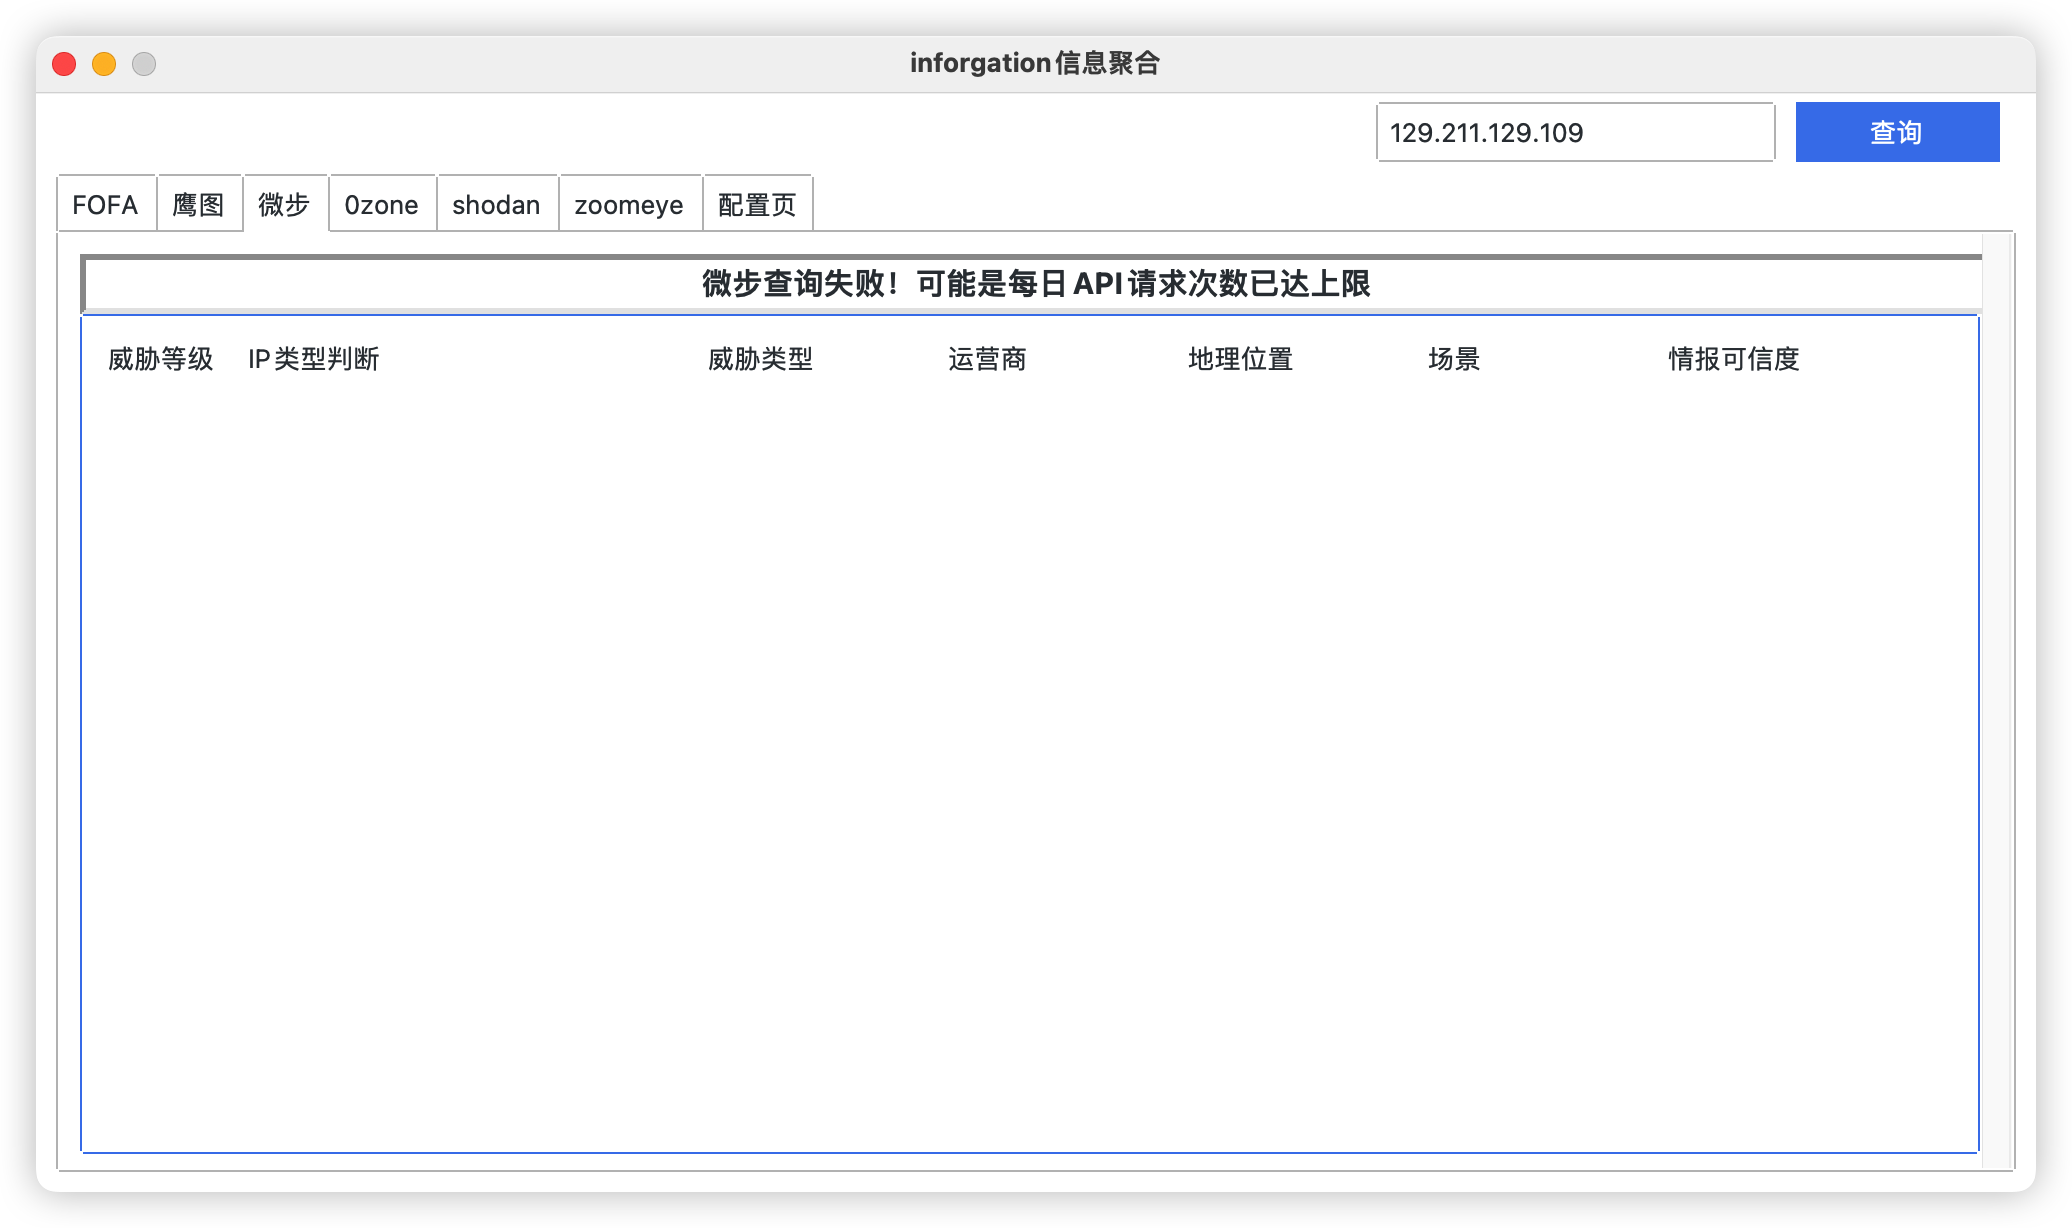 inforgation信息聚合
129.211.129.109 查询
FOFA 鹰图 微步 0zone shodan zoomeye 配置页
微步查询失败！可能是每日API请求次数已达上限
威胁等级 IP类型判断 威胁类型 运营商 地理位置 场景 情报可信度